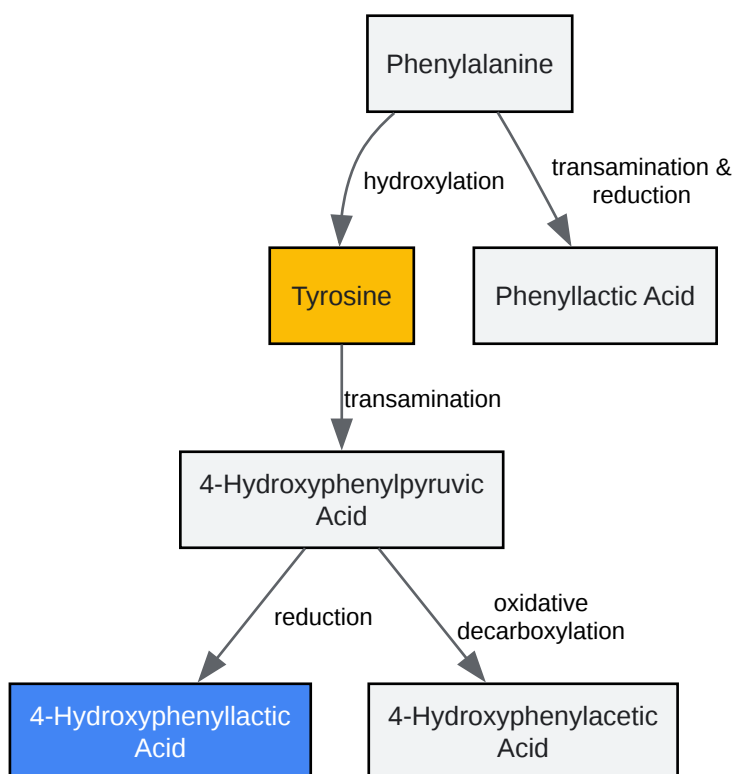 Phenylalanine
hydroxylation
transamination &
reduction
Tyrosine
Phenyllactic Acid
transamination
4-Hydroxyphenylpyruvic
Acid
reduction
oxidative
decarboxylation
4-Hydroxyphenyllactic
Acid
4-Hydroxyphenylacetic
Acid